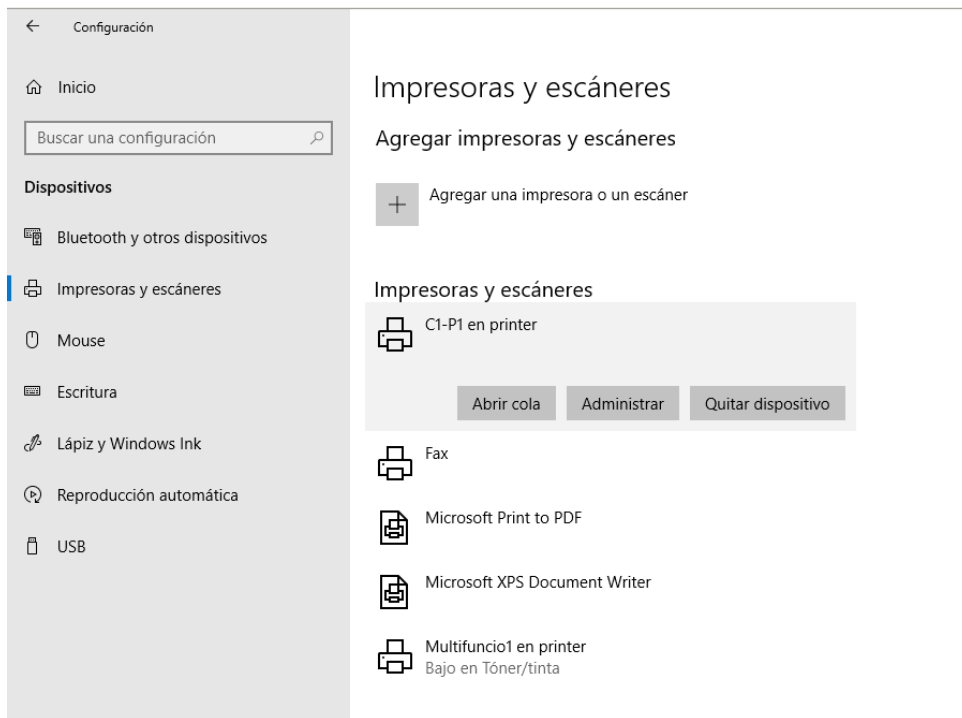 Configuración
Inicio
Buscar una configuración
Dispositivos
Bluetooth y otros dispositivos
Impresoras y escáneres
Mouse
Escritura
Lápiz y Windows Ink
Reproducción automática
USB
Impresoras y escáneres
Agregar impresoras y escáneres
Agregar una impresora o un escáner
Impresoras y escáneres
C1-P1 en printer
Abrir cola Administrar Quitar dispositivo
Fax
Microsoft Print to PDF
Microsoft XPS Document Writer
Multifuncio1 en printer
Bajo en Tóner/tinta